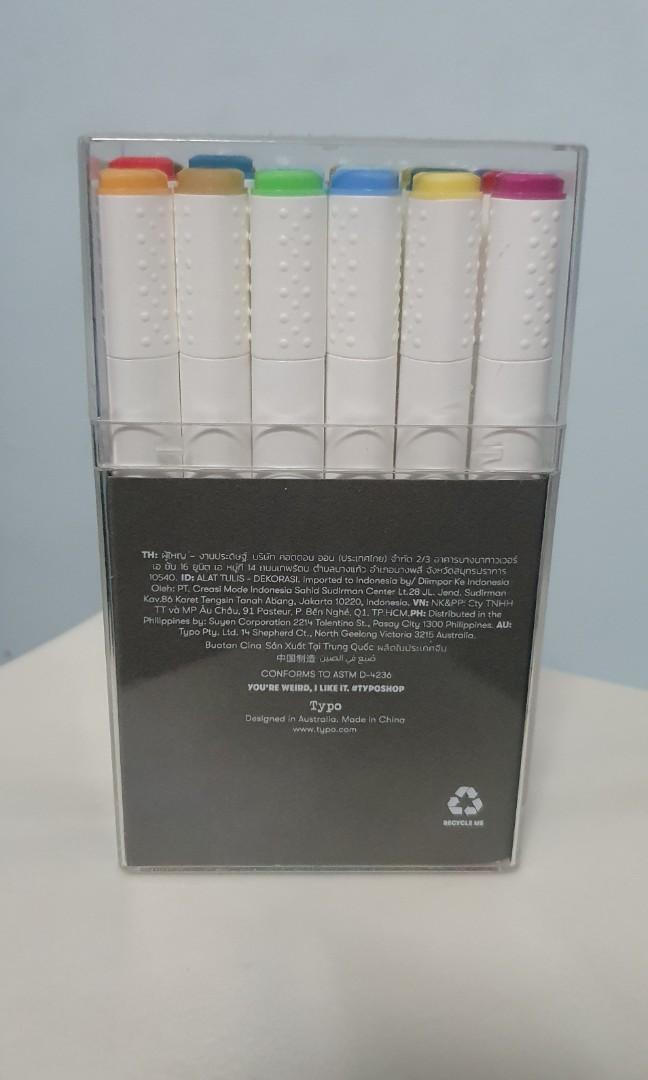 TH: ผู้ใหญ่ – งานประดิษฐ์. บริษัท คอตตอน ออน (ประเทศไทย) จำกัด 2/3 อาคารบางนาทาวเวอร์
เอ ชั้น 16 ยูนิต เอ หมู่ที่ 14 ถนนเทพรัตน ตำบลบางแก้ว อำเภอบางพลี จังหวัดสมุทรปราการ
10540. ID: ALAT TULIS - DEKORASI. Imported to Indonesia by/ Diimpor Ke Indonesia
Oleh: PT. Creasi Mode Indonesia Sahid Sudirman Center Lt.28 JL. Jend. Sudirman
Kav.86 Karet Tengsin Tanah Abang, Jakarta 10220, Indonesia. VN: NK&PP: Cty TNHH
TT và MP Âu Châu, 91 Pasteur, P. Bến Nghé, Q1, TP.HCM.PH: Distributed in the
Philippines by: Suyen Corporation 2214 Tolentino St., Pasay City 1300 Philippines. AU:
Typo Pty. Ltd. 14 Shepherd Ct., North Geelong Victoria 3215 Australia.
Buatan Cina Sản Xuất Tại Trung Quốc ผลิตในประเทศจีน
中国制造 صنع في الصين
CONFORMS TO ASTM D-4236
YOU'RE WEIRD, I LIKE IT. #TYPOSHOP
Typo
Designed in Australia. Made in China
www.typo.com
RECYCLE ME